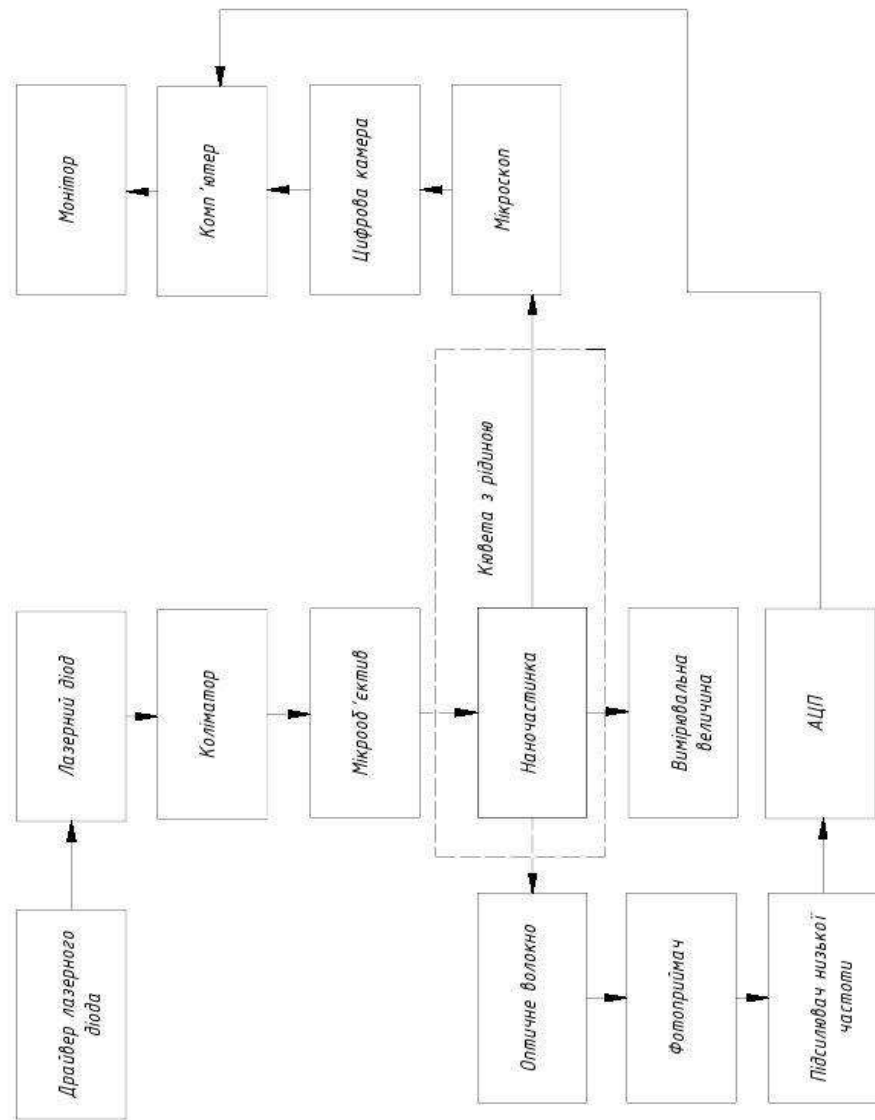 Драйвер лазерного
діода
Лазерний діод
Коліматор
Мікрооб'єктив
Наночастинка
Кювета з рідиною
Вимірювальна
величина
Оптичне волокно
Фотоприймач
Підсилювач низької
частоти
АЦП
Мікроскоп
Цифрова камера
Комп'ютер
Монітор